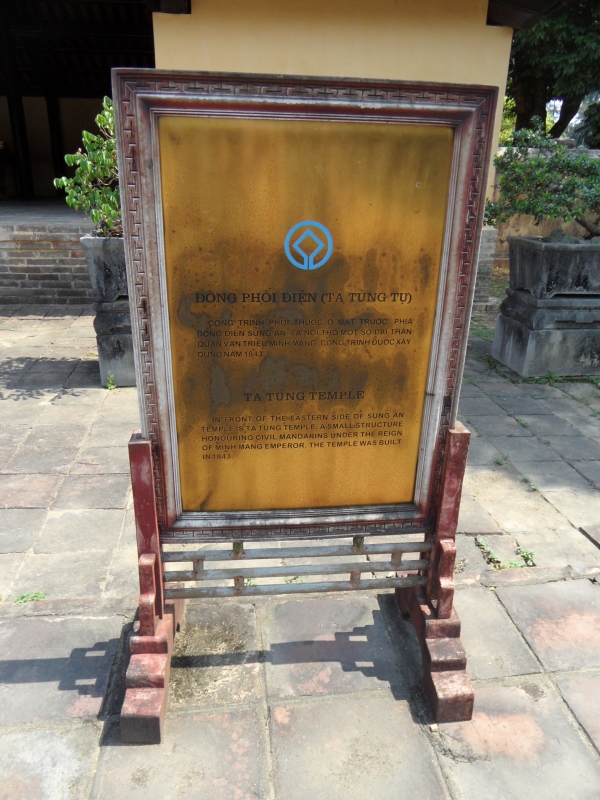 ĐÔNG PHỐI ĐIỆN (TẢ TÙNG TỰ)
CÔNG TRÌNH PHỐI THUỘC Ở MẶT TRƯỚC, PHÍA
ĐÔNG ĐIỆN SÙNG ÂN. LÀ NƠI THỜ MỘT SỐ ĐẠI THẦN
QUAN VĂN TRIỀU MINH MẠNG. CÔNG TRÌNH ĐƯỢC XÂY
DỰNG NĂM 1843.
TA TUNG TEMPLE
IN FRONT OF THE EASTERN SIDE OF SUNG AN
TEMPLE IS TA TUNG TEMPLE, A SMALL STRUCTURE
HONOURING CIVIL MANDARINS UNDER THE REIGN
OF MINH MANG EMPEROR. THE TEMPLE WAS BUILT
IN 1843.